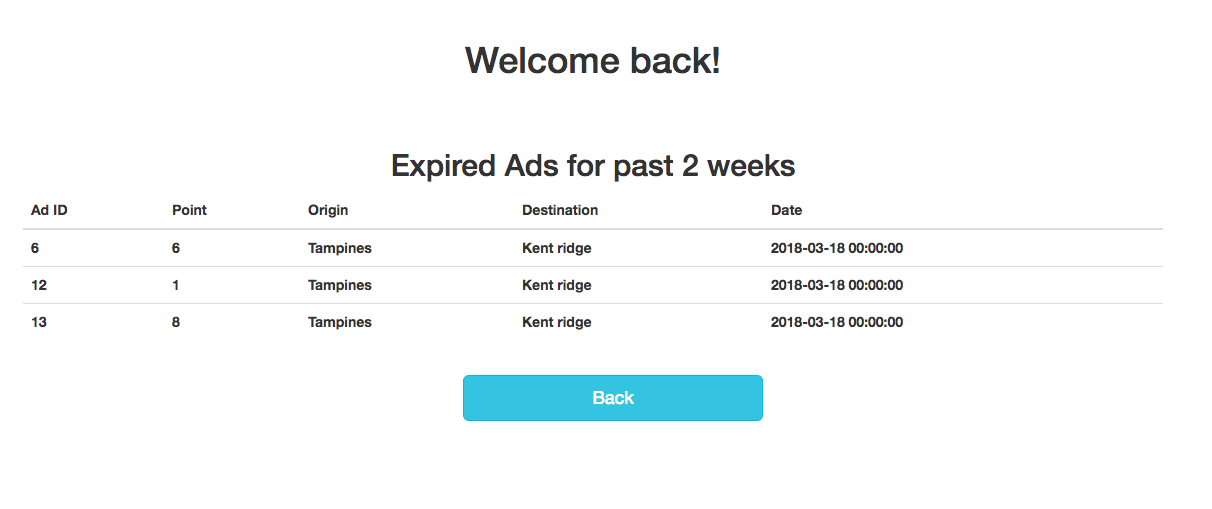 Welcome back!
Expired Ads for past 2 weeks
Ad ID Point Origin Destination Date
6 6 Tampines Kent ridge 2018-03-18 00:00:00
12 1 Tampines Kent ridge 2018-03-18 00:00:00
13 8 Tampines Kent ridge 2018-03-18 00:00:00
Back